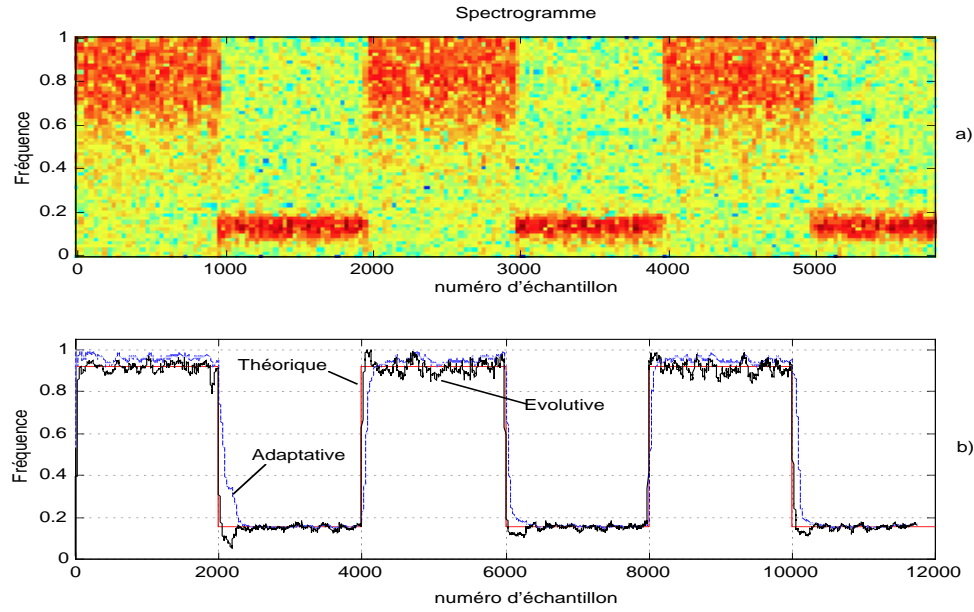 Spectrogramme
1
0.8
0.6
0.4
0.2
0
Fréquence
a)
0 1000 2000 3000 4000 5000
numéro d'échantillon
1
0.8
0.6
0.4
0.2
0
Fréquence
Théorique
Evolutive
Adaptative
b)
0 2000 4000 6000 8000 10000 12000
numéro d'échantillon